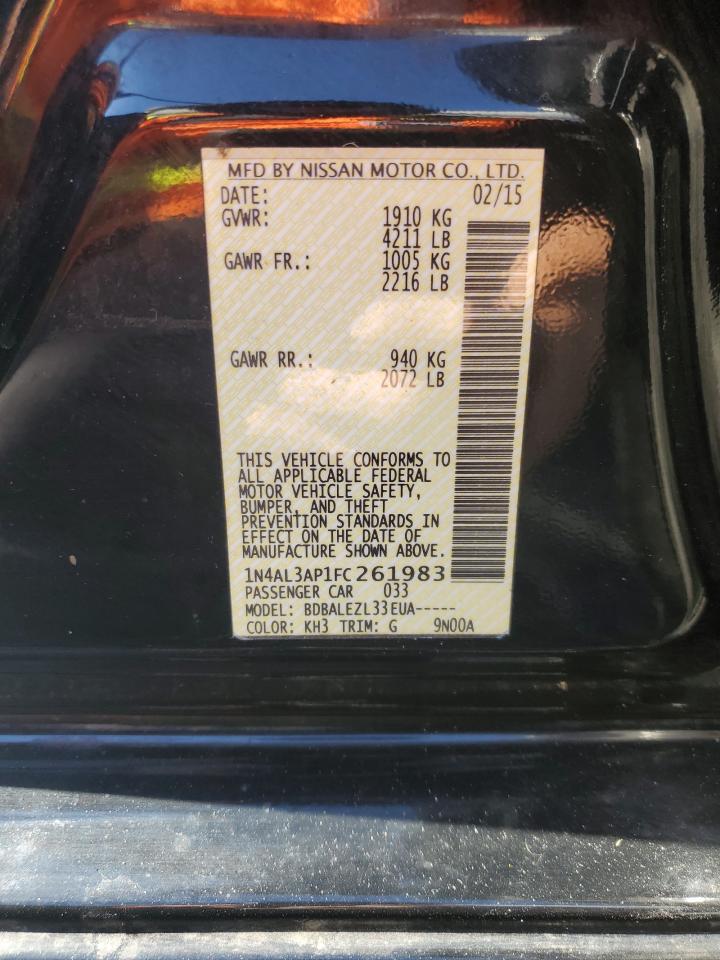 MFD BY NISSAN MOTOR CO., LTD.
DATE: 02/15
GVWR: 1910 KG
4211 LB
GAWR FR.: 1005 KG
2216 LB
GAWR RR.: 940 KG
2072 LB
THIS VEHICLE CONFORMS TO
ALL APPLICABLE FEDERAL
MOTOR VEHICLE SAFETY,
BUMPER, AND THEFT
PREVENTION STANDARDS IN
EFFECT ON THE DATE OF
MANUFACTURE SHOWN ABOVE.
1N4AL3AP1FC261983
PASSENGER CAR 033
MODEL: BDBALEZL33EUA-----
COLOR: KH3 TRIM: G 9N00A